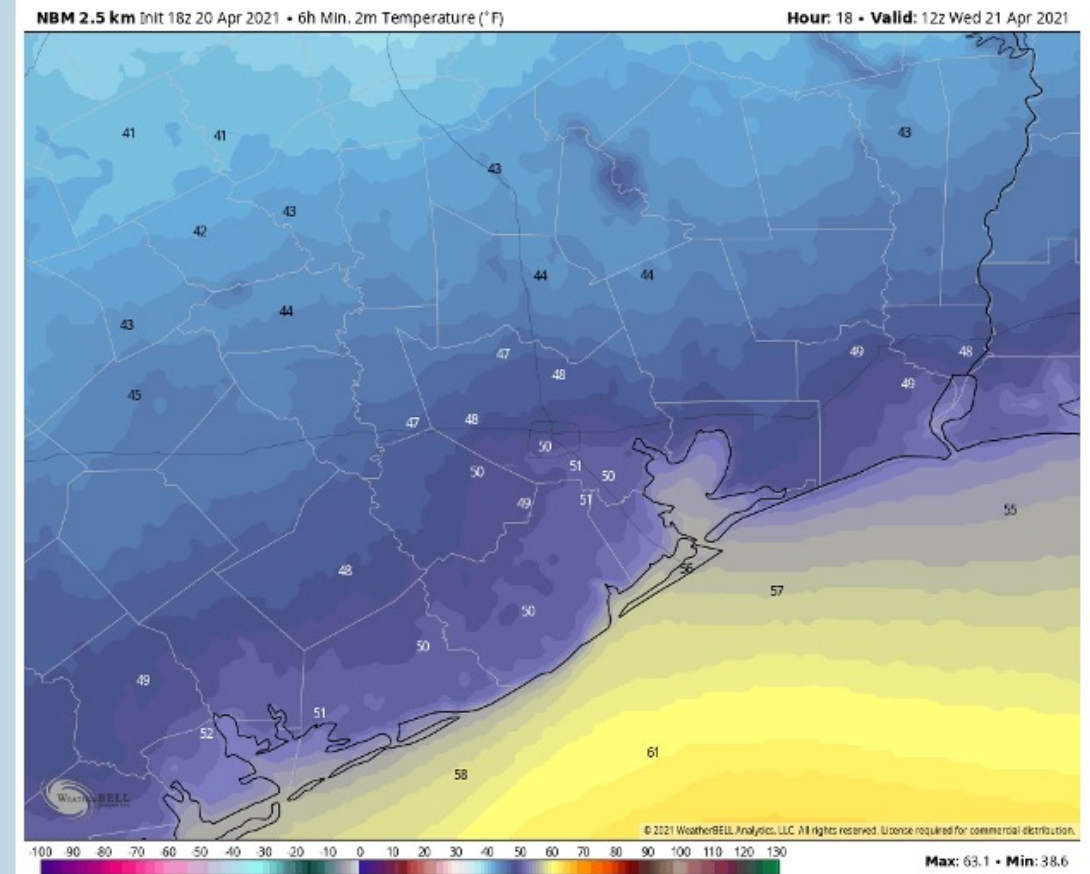 NBM 2.5 km Init 18z 20 Apr 2021 • 6h Min. 2m Temperature (°F)
Hour: 18 • Valid: 12z Wed 21 Apr 2021
41 41 43
43
43
42
44 44
44
43
47 49 48
48 49
45
47 48
50
50 51 50
49 51
55
48 56
57
50
50
49
51
52
61
58
WEATHERBELL
© 2021 WeatherBELL Analytics, LLC. All rights reserved. License required for commercial distribution.
-100 -90 -80 -70 -60 -50 -40 -30 -20 -10 0 10 20 30 40 50 60 70 80 90 100 110 120 130
Max: 63.1 • Min: 38.6